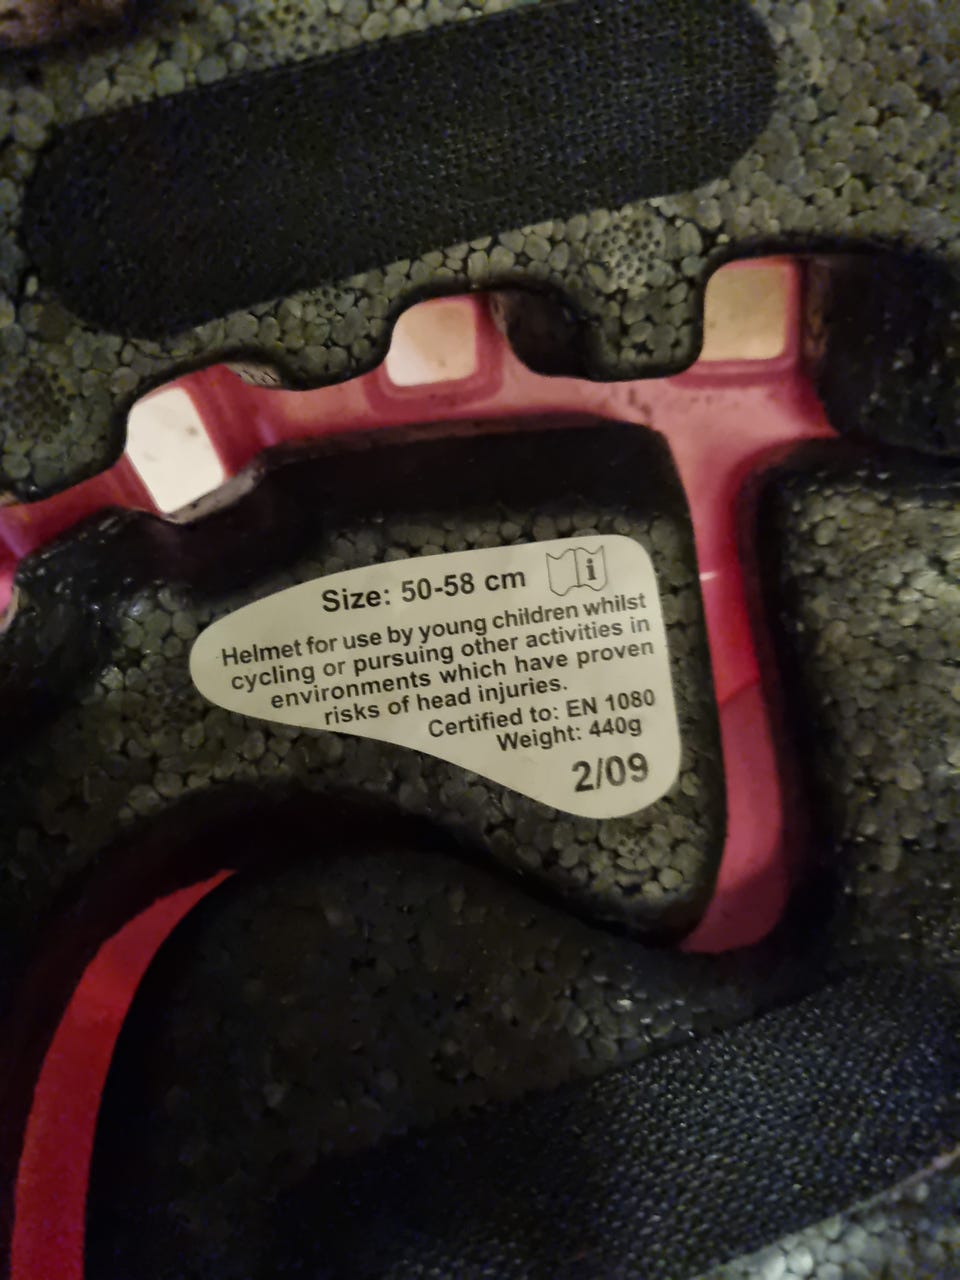 Size: 50-58 cm i
Helmet for use by young children whilst
cycling or pursuing other activities in
environments which have proven
risks of head injuries.
Certified to: EN 1080
Weight: 440g
2/09